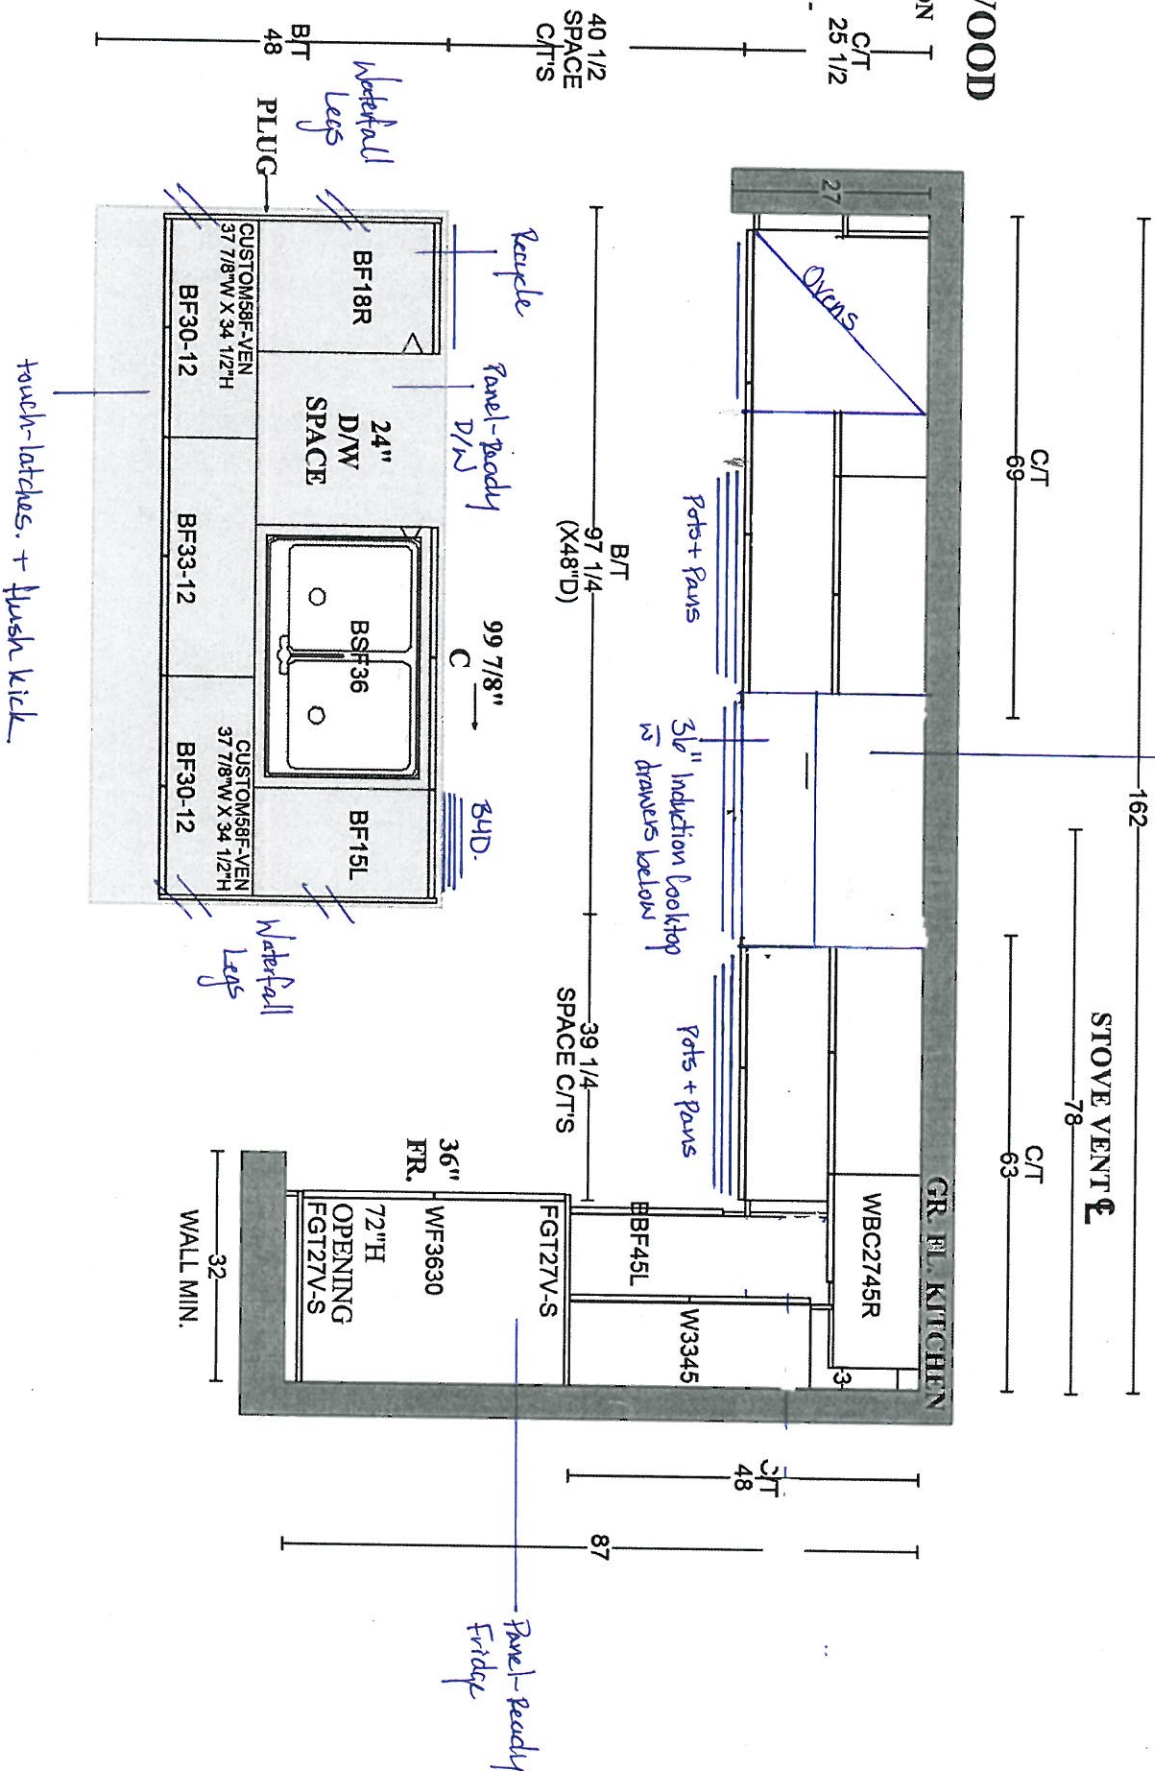 WOOD
ON
C/T
25 1/2
40 1/2
SPACE
C/T'S
B/T
48
162
STOVE VENT ℄
78
C/T
69
C/T
63
GR. FL. KITCHEN
27
Ovens
WBC2745R
3
Pots + Pans
36" Induction Cooktop
w̄ drawers below
Pots + Pans
BBF45L
W3345
C/T
48
87
B/T
97 1/4
(X48"D)
39 1/4
SPACE C/T'S
99 7/8"
C
Recycle
Panel-Ready
D/W
B4D.
Waterfall
Legs
PLUG
BF18R
24"
D/W
SPACE
BSF36
BF15L
CUSTOM58F-VEN
37 7/8"W X 34 1/2"H
CUSTOM58F-VEN
37 7/8"W X 34 1/2"H
BF30-12
BF33-12
BF30-12
Waterfall
Legs
touch-latches. + flush kick
36"
FR.
FGT27V-S
WF3630
72"H
OPENING
FGT27V-S
32
WALL MIN.
Panel-Ready
Fridge